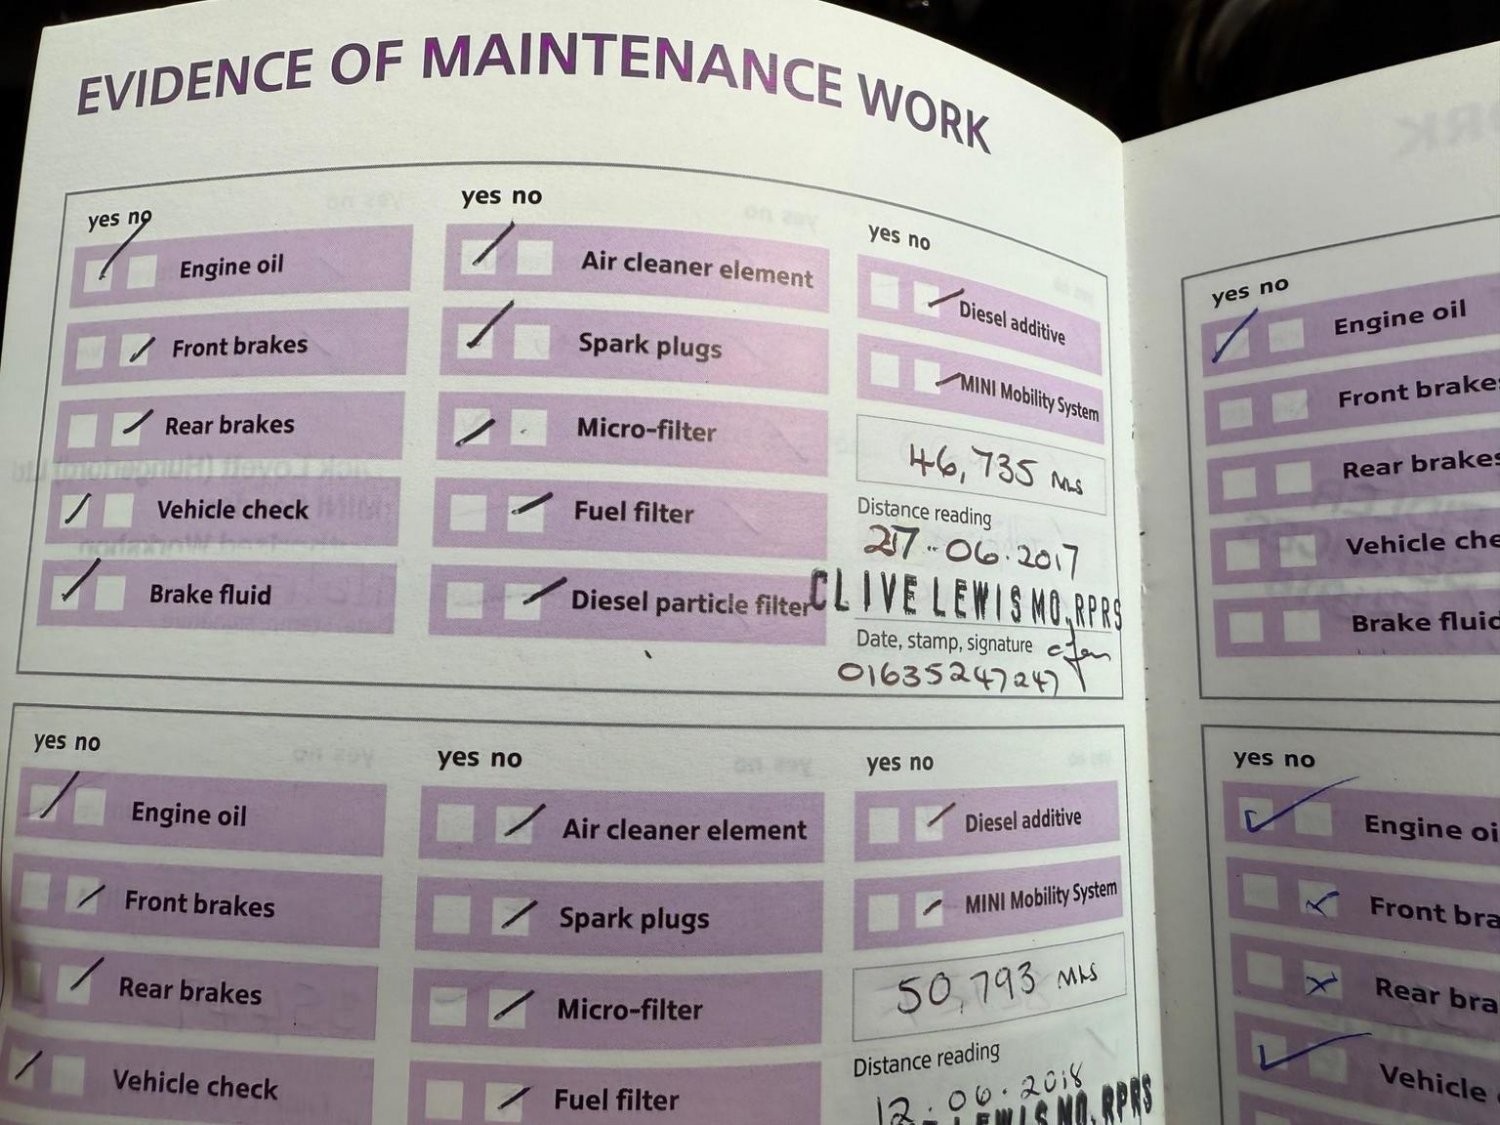 EVIDENCE OF MAINTENANCE WORK
yes no
Engine oil
Front brakes
Rear brakes
Vehicle check
Brake fluid
yes no
Air cleaner element
Spark plugs
Micro-filter
Fuel filter
Diesel particle filter
yes no
Diesel additive
MINI Mobility System
46,735 MLS
Distance reading
27.06.2017
CLIVE LEWIS MO.RPRS
Date, stamp, signature
01635247247
yes no
Engine oil
Front brakes
Rear brakes
Vehicle check
yes no
Air cleaner element
Spark plugs
Micro-filter
Fuel filter
yes no
Diesel additive
MINI Mobility System
50,793 MLS
Distance reading
12.06.2018
LEWIS MO.RPRS
yes no
Engine oil
Front brakes
Rear brakes
Vehicle che
Brake fluid
yes no
Engine oi
Front bra
Rear bra
Vehicle